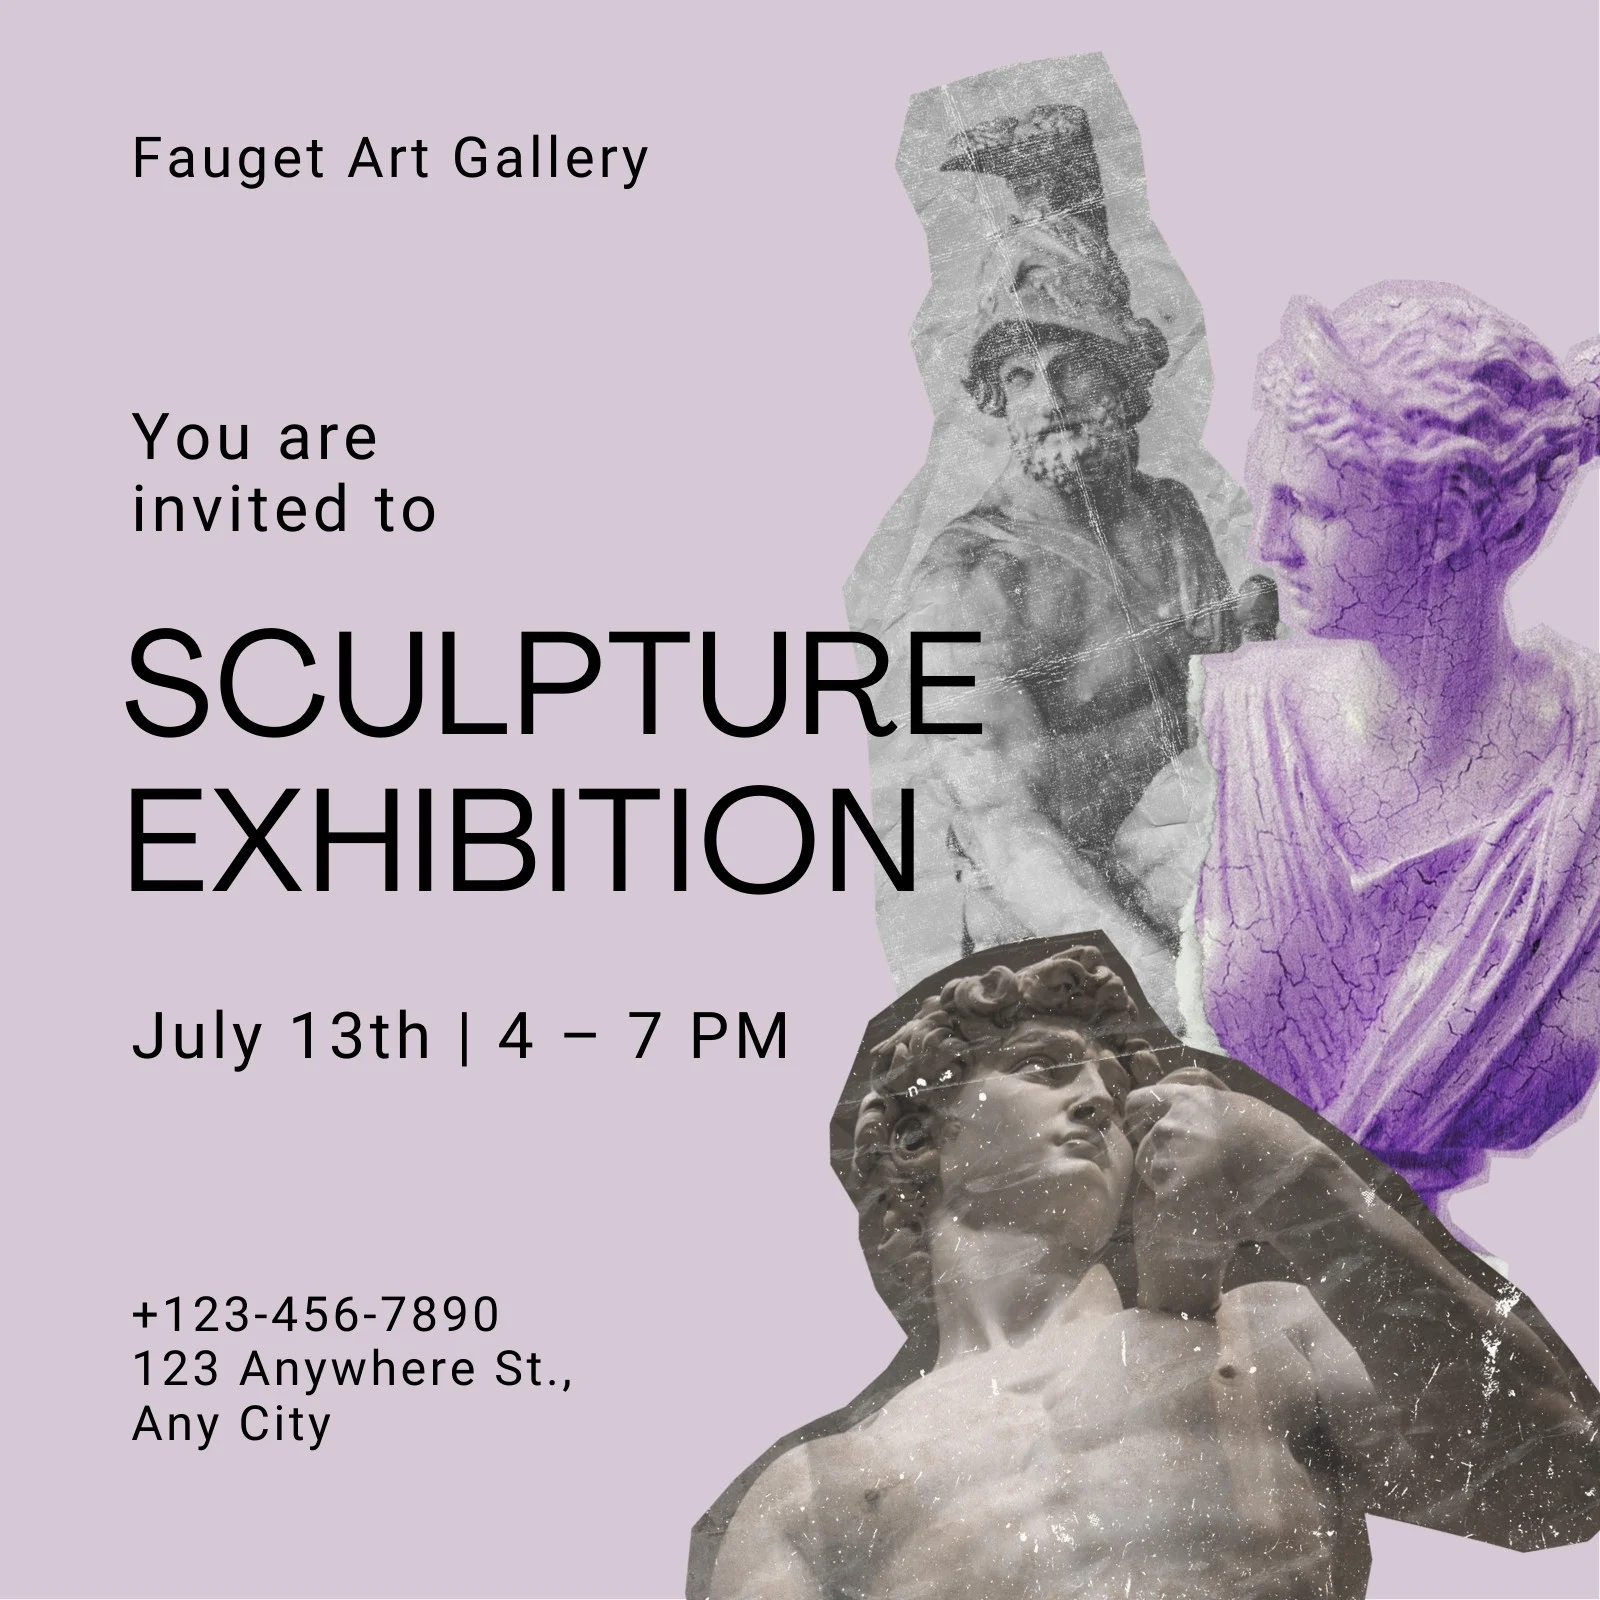 Fauget Art Gallery
You are
invited to
SCULPTURE
EXHIBITION
July 13th | 4 – 7 PM
+123-456-7890
123 Anywhere St.,
Any City